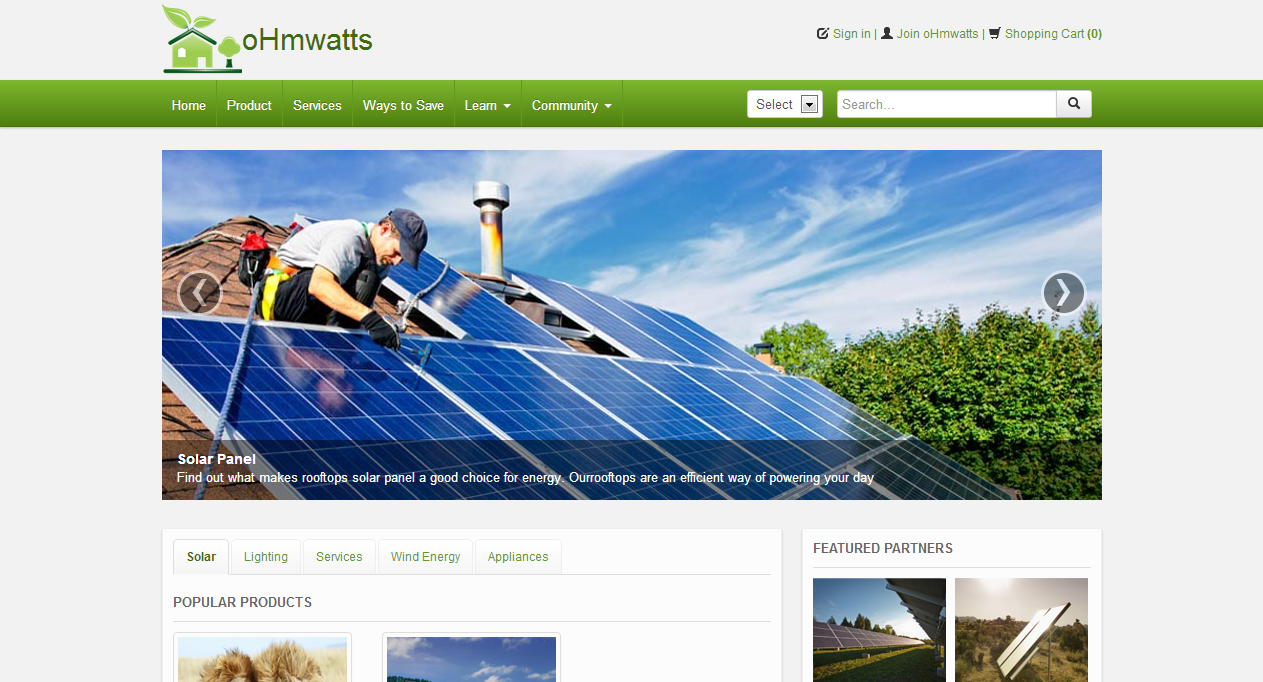 oHmwatts
Sign in | Join oHmwatts | Shopping Cart (0)
Home Product Services Ways to Save Learn Community Select Search...
Solar Panel
Find out what makes rooftops solar panel a good choice for energy. Ourrooftops are an efficient way of powering your day
Solar Lighting Services Wind Energy Appliances
POPULAR PRODUCTS
FEATURED PARTNERS